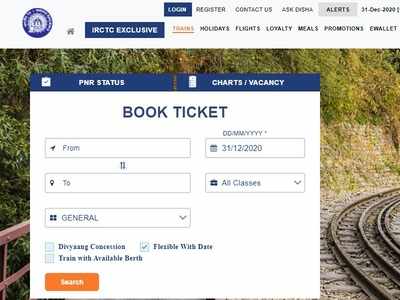 LOGIN REGISTER CONTACT US ASK DISHA ALERTS 31-Dec-2020 [
IRCTC EXCLUSIVE TRAINS HOLIDAYS FLIGHTS LOYALTY MEALS PROMOTIONS EWALLET
PNR STATUS CHARTS / VACANCY
BOOK TICKET
DD/MM/YYYY *
From 31/12/2020
To All Classes
GENERAL
Divyaang Concession Flexible With Date
Train with Available Berth
Search